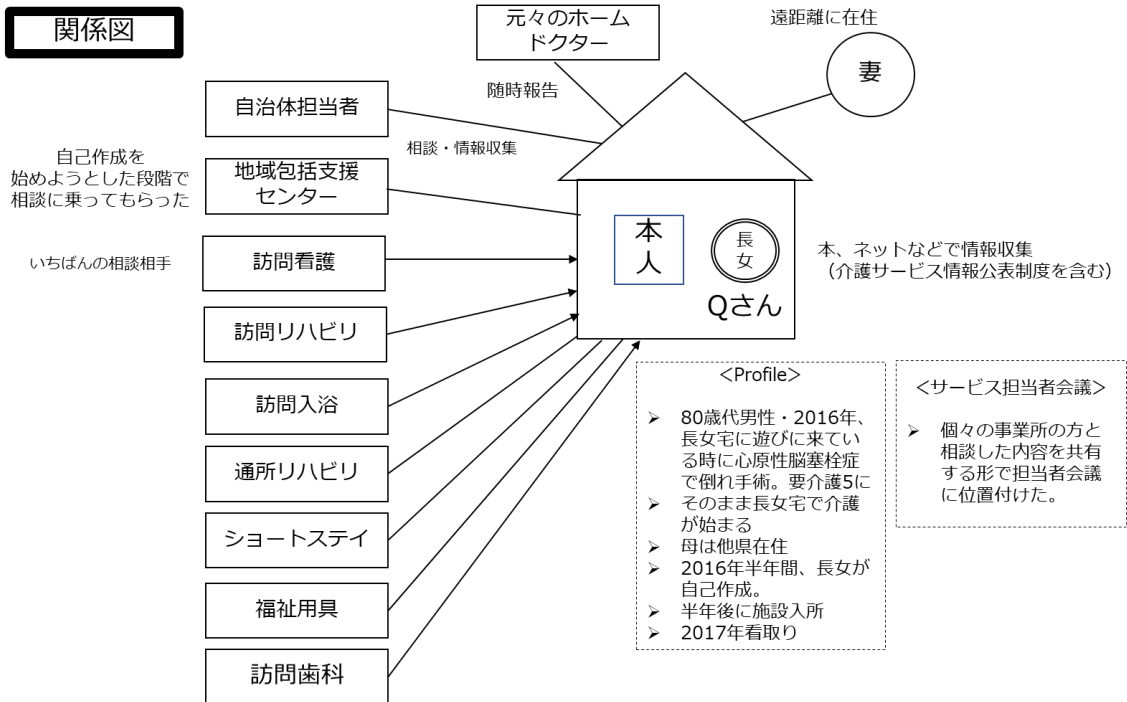 関係図
元々のホーム
ドクター
遠距離に在住
妻
随時報告
自治体担当者
相談・情報収集
自己作成を
始めようとした段階で
相談に乗ってもらった
地域包括支援
センター
本人
長女
Qさん
本、ネットなどで情報収集
（介護サービス情報公表制度を含む）
いちばんの相談相手
訪問看護
訪問リハビリ
訪問入浴
通所リハビリ
ショートステイ
福祉用具
訪問歯科
<Profile>
➢ 80歳代男性・2016年、
長女宅に遊びに来てい
る時に心原性脳塞栓症
で倒れ手術。要介護5に
➢ そのまま長女宅で介護
が始まる
➢ 母は他県在住
➢ 2016年半年間、長女が
自己作成。
➢ 半年後に施設入所
➢ 2017年看取り
<サービス担当者会議>
➢ 個々の事業所の方と
相談した内容を共有
する形で担当者会議
に位置付けた。